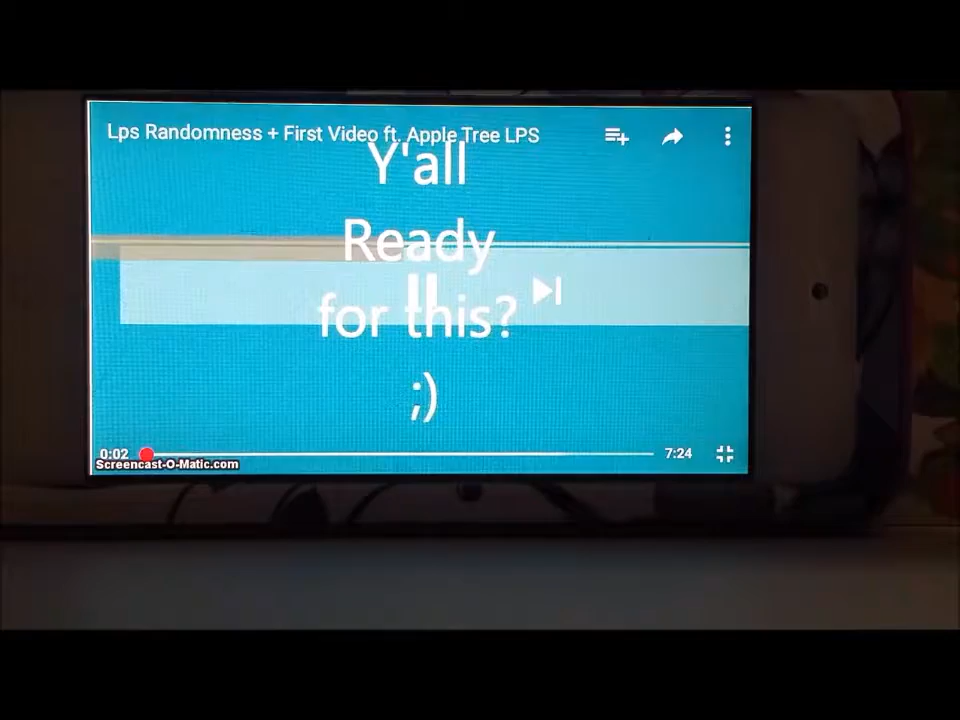 Lps Randomness + First Video ft. Apple Tree LPS
Y'all
Ready
for this?
;)
0:02
7:24
Screencast-O-Matic.com